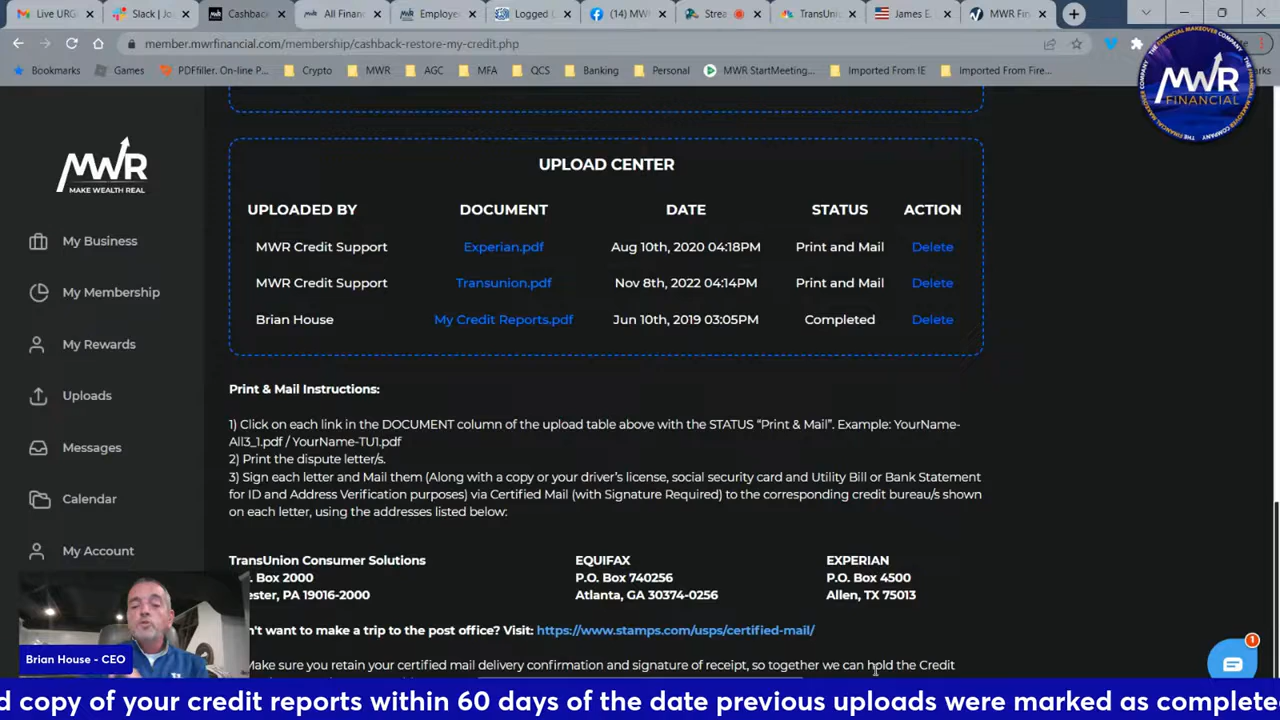 Live URG
Slack | Jo
Cashback
All Financ
Employe
Logged I
(14) MW
Strea
TransUn
James E.
MWR Fin
member.mwrfinancial.com/membership/cashback-restore-my-credit.php
Bookmarks
Games
PDFfiller. On-line P...
Crypto
MWR
AGC
MFA
QCS
Banking
Personal
MWR StartMeeting...
Imported From IE
Imported From Fire...
THE FINANCIAL MAKEOVER COMPANY
MWR
FINANCIAL
MWR
MAKE WEALTH REAL
My Business
My Membership
My Rewards
Uploads
Messages
Calendar
My Account
UPLOAD CENTER
UPLOADED BY DOCUMENT DATE STATUS ACTION
MWR Credit Support Experian.pdf Aug 10th, 2020 04:18PM Print and Mail Delete
MWR Credit Support Transunion.pdf Nov 8th, 2022 04:14PM Print and Mail Delete
Brian House My Credit Reports.pdf Jun 10th, 2019 03:05PM Completed Delete
Print & Mail Instructions:
1) Click on each link in the DOCUMENT column of the upload table above with the STATUS “Print & Mail”. Example: YourName-
All3_1.pdf / YourName-TU1.pdf
2) Print the dispute letter/s.
3) Sign each letter and Mail them (Along with a copy or your driver’s license, social security card and Utility Bill or Bank Statement
for ID and Address Verification purposes) via Certified Mail (with Signature Required) to the corresponding credit bureau/s shown
on each letter, using the addresses listed below:
TransUnion Consumer Solutions EQUIFAX EXPERIAN
. Box 2000 P.O. Box 740256 P.O. Box 4500
ester, PA 19016-2000 Atlanta, GA 30374-0256 Allen, TX 75013
n't want to make a trip to the post office? Visit: https://www.stamps.com/usps/certified-mail/
Make sure you retain your certified mail delivery confirmation and signature of receipt, so together we can hold the Credit
Brian House - CEO
1
d copy of your credit reports within 60 days of the date previous uploads were marked as complete